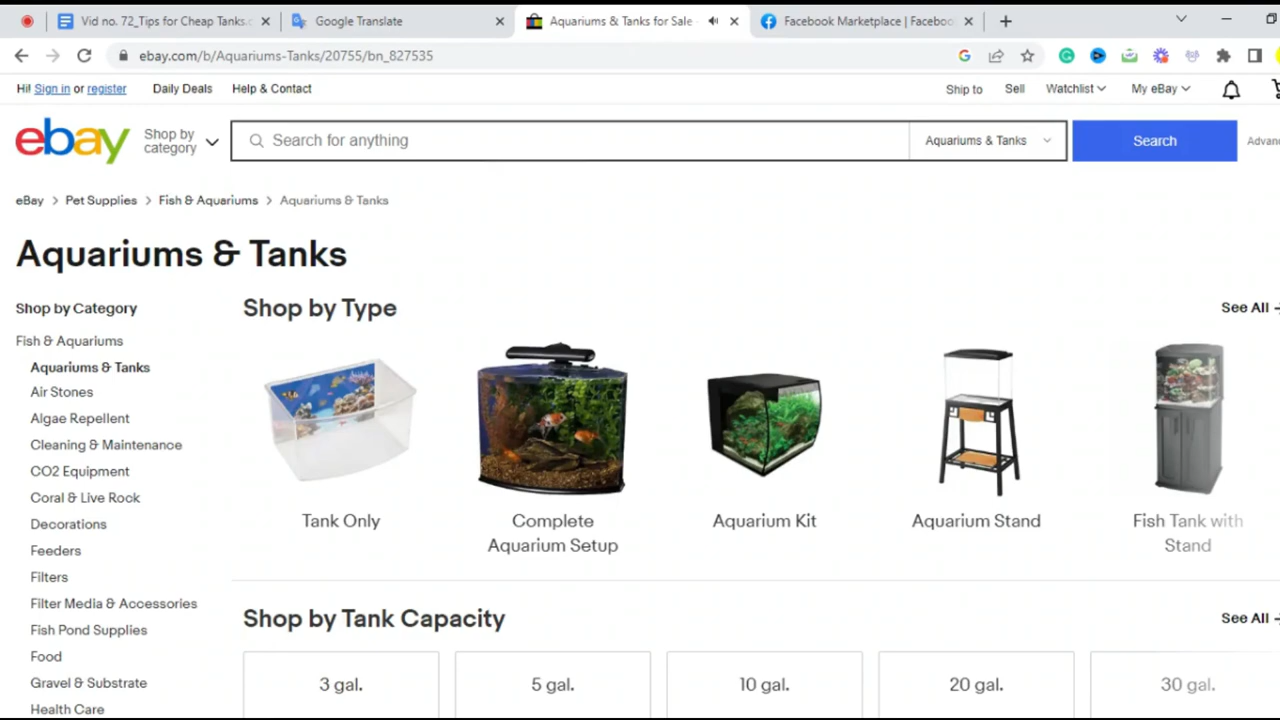 Vid no. 72_Tips for Cheap Tanks.
Google Translate
Aquariums & Tanks for Sale
Facebook Marketplace | Faceboo
ebay.com/b/Aquariums-Tanks/20755/bn_827535
Hi! Sign in or register
Daily Deals
Help & Contact
Ship to
Sell
Watchlist
My eBay
ebay
Shop by
category
Search for anything
Aquariums & Tanks
Search
Advan
eBay > Pet Supplies > Fish & Aquariums > Aquariums & Tanks
Aquariums & Tanks
Shop by Category
Fish & Aquariums
Aquariums & Tanks
Air Stones
Algae Repellent
Cleaning & Maintenance
CO2 Equipment
Coral & Live Rock
Decorations
Feeders
Filters
Filter Media & Accessories
Fish Pond Supplies
Food
Gravel & Substrate
Health Care
Shop by Type
See All
Tank Only
Complete
Aquarium Setup
Aquarium Kit
Aquarium Stand
Fish Tank with
Stand
Shop by Tank Capacity
See All
3 gal.
5 gal.
10 gal.
20 gal.
30 gal.